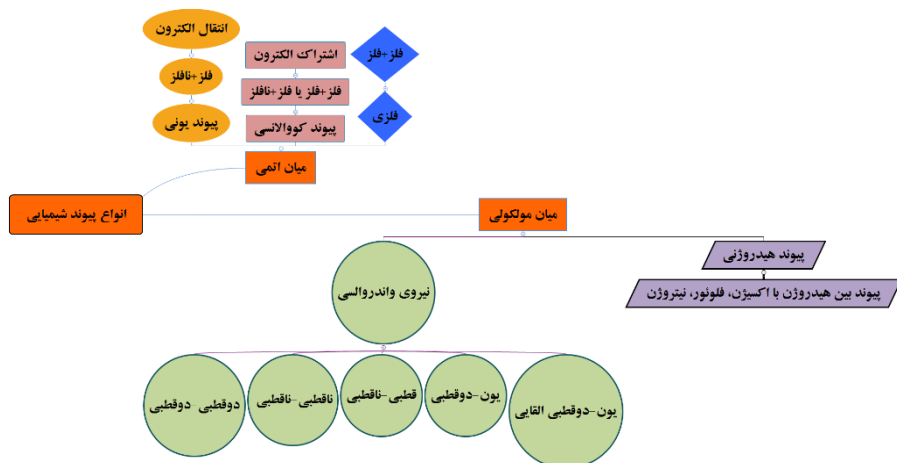 انتقال الکترون
فلز+نافلز
پیوند یونی
اشتراک الکترون
فلز+فلز یا فلز+نافلز
پیوند کووالانسی
فلز+فلز
فلزی
میان اتمی
انواع پیوند شیمیایی
میان مولکولی
پیوند هیدروژنی
پیوند بین هیدروژن با اکسیژن، فلوئور، نیتروژن
نیروی واندروالسی
دوقطبی-دوقطبی
ناقطبی-ناقطبی
قطبی-ناقطبی
یون-دوقطبی
یون-دوقطبی القایی